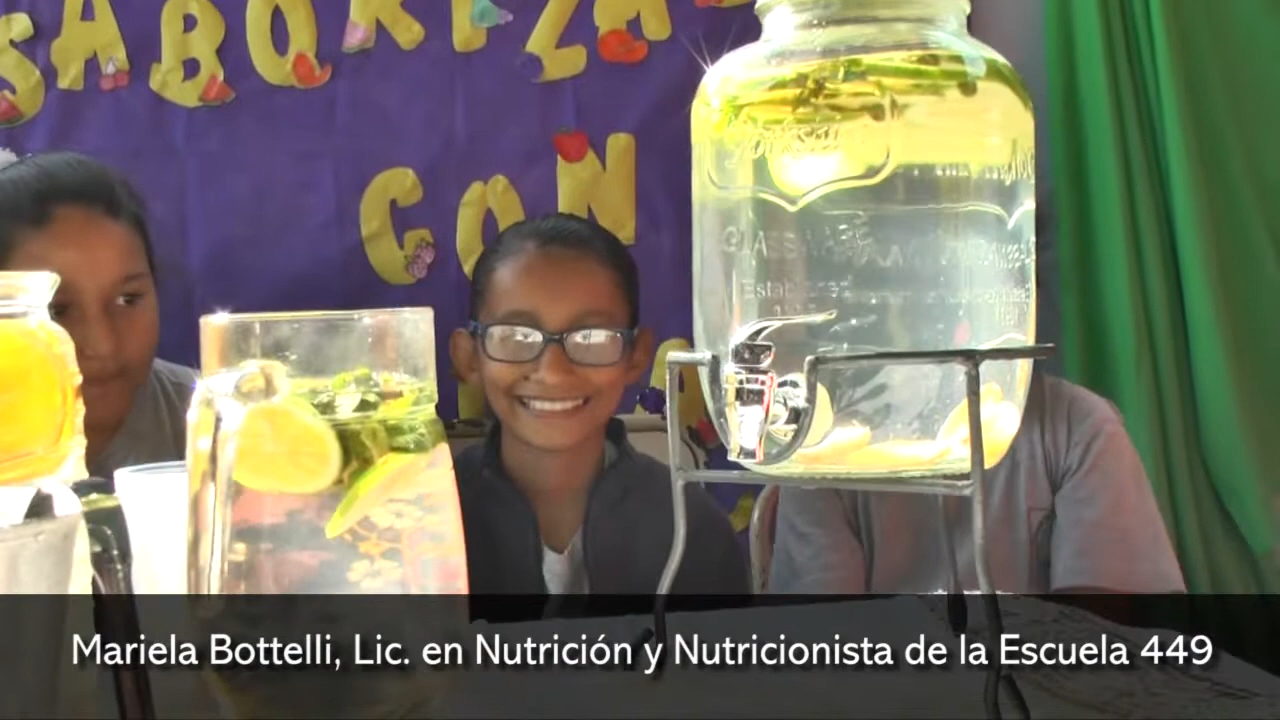 SABORIZA
CON
Mariela Bottelli, Lic. en Nutrición y Nutricionista de la Escuela 449